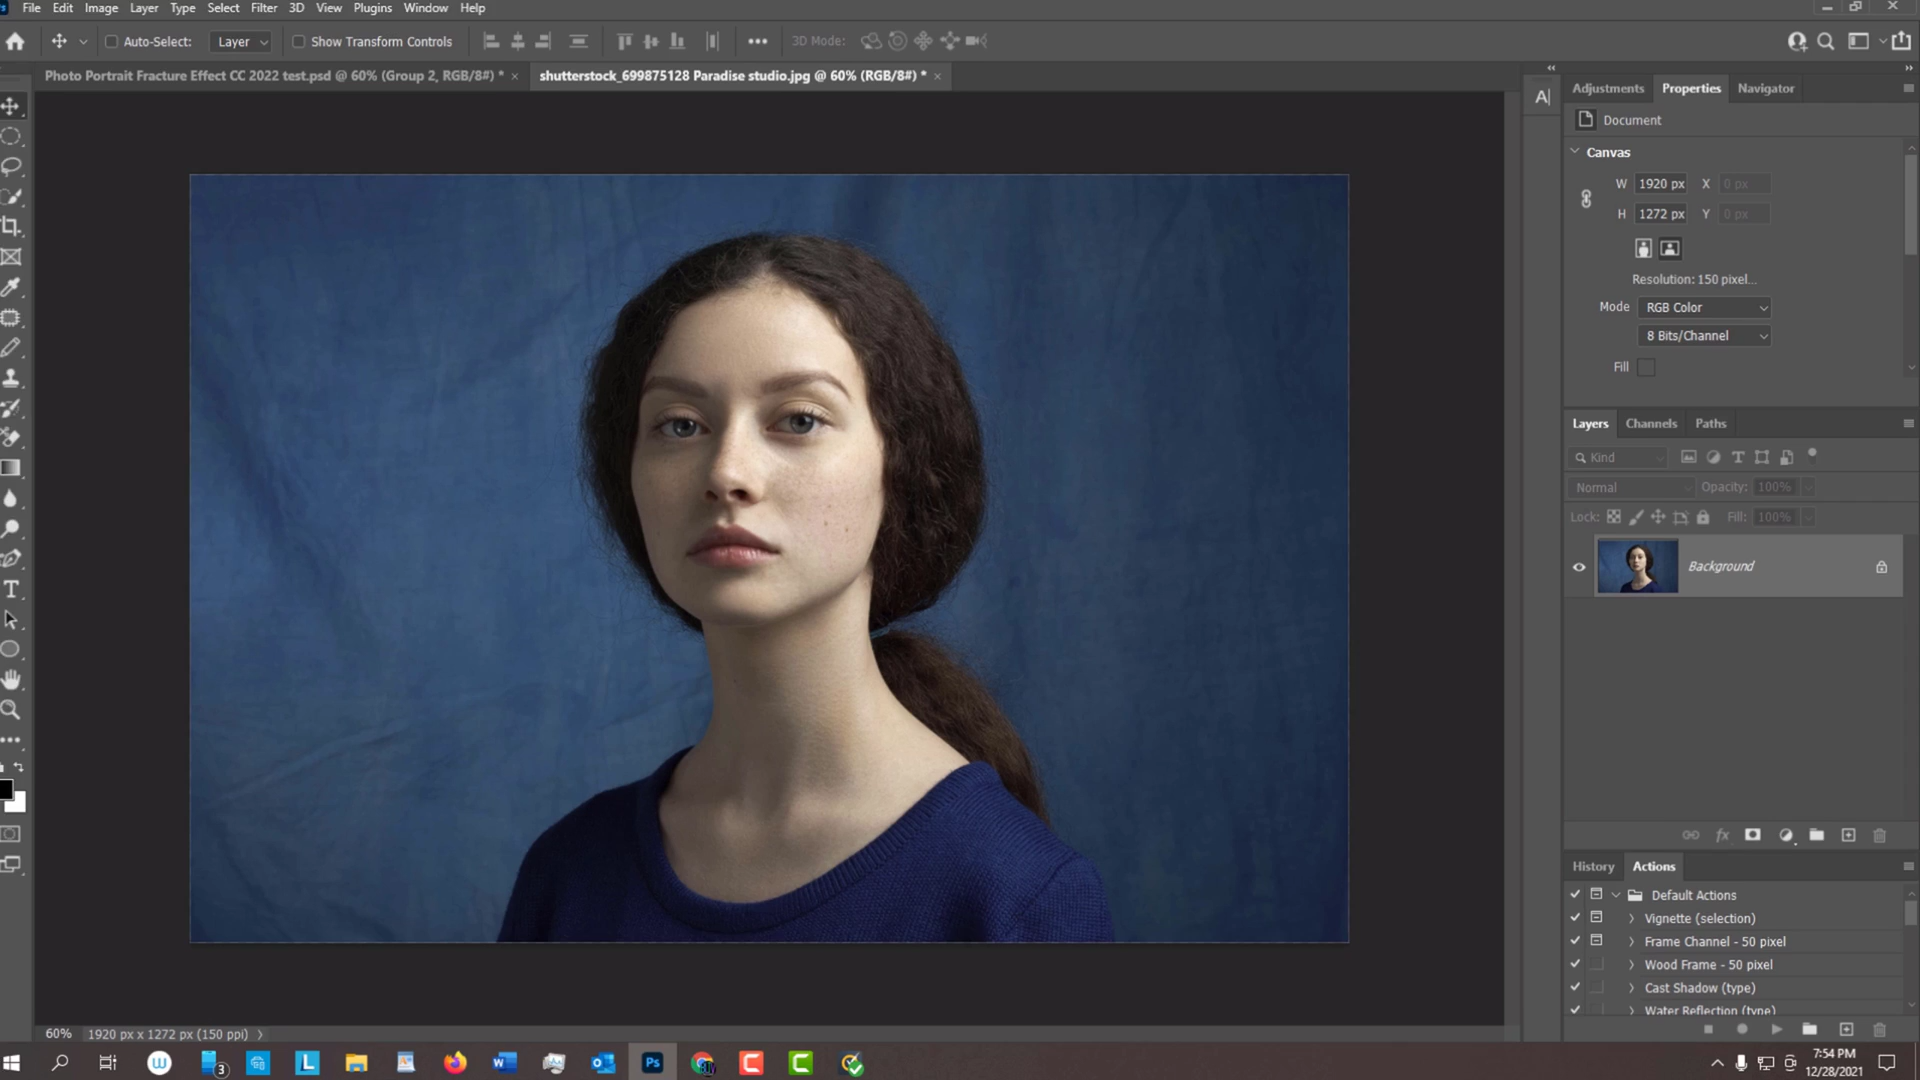 File Edit Image Layer Type Select Filter 3D View Plugins Window Help
Auto-Select: Layer Show Transform Controls 3D Mode:
Photo Portrait Fracture Effect CC 2022 test.psd @ 60% (Group 2, RGB/8#) * × shutterstock_699875128 Paradise studio.jpg @ 60% (RGB/8#) * ×
Adjustments Properties Navigator
Document
Canvas
W 1920 px X 0 px
H 1272 px Y 0 px
Resolution: 150 pixel...
Mode RGB Color
8 Bits/Channel
Fill
Layers Channels Paths
Kind
Normal Opacity: 100%
Lock: Fill: 100%
Background
History Actions
Default Actions
Vignette (selection)
Frame Channel - 50 pixel
Wood Frame - 50 pixel
Cast Shadow (type)
Water Reflection (type)
60% 1920 px x 1272 px (150 ppi)
Ps
3
7:54 PM
12/28/2021